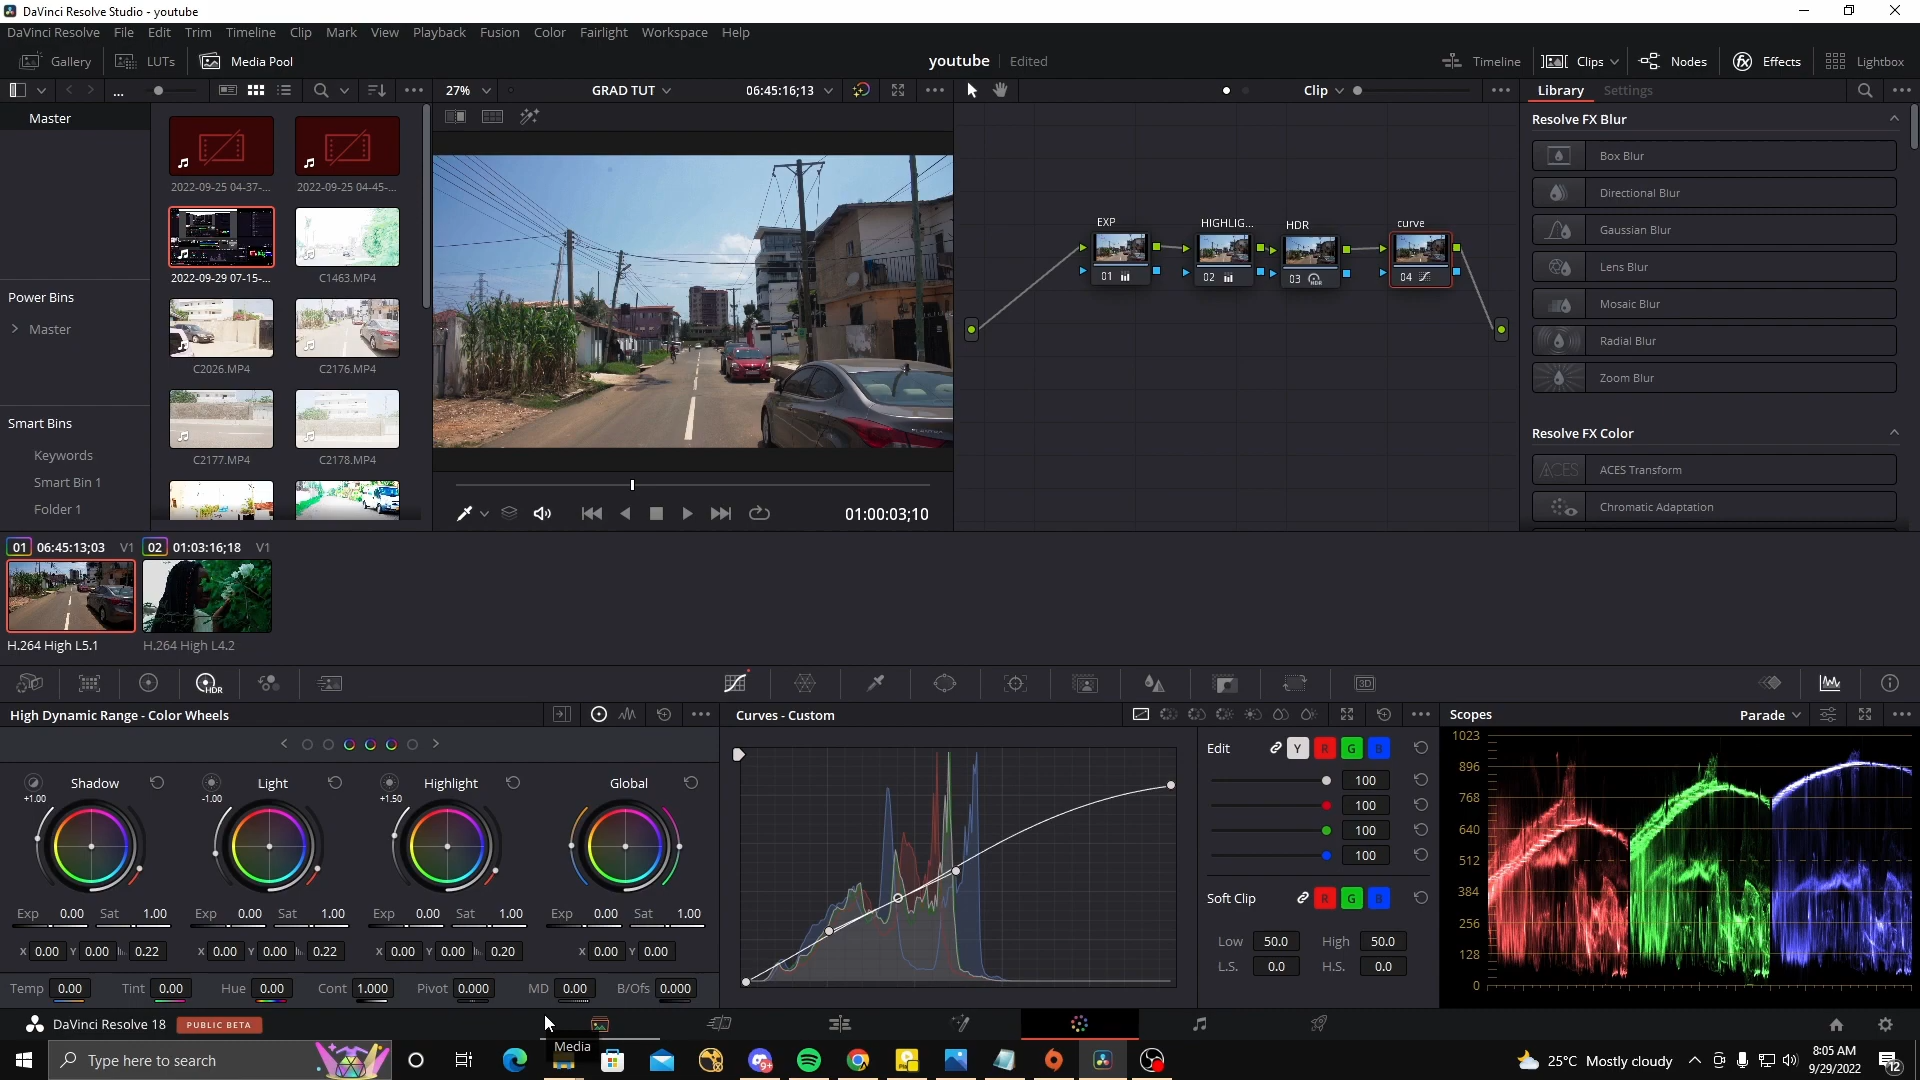 DaVinci Resolve Studio - youtube
DaVinci Resolve File Edit Trim Timeline Clip Mark View Playback Fusion Color Fairlight Workspace Help
Gallery LUTs Media Pool youtube Edited Timeline Clips Nodes Effects Lightbox
... 27% GRAD TUT 06:45:16;13 Clip Library Settings
Master
2022-09-25 04-37-... 2022-09-25 04-45-...
2022-09-29 07-15-... C1463.MP4
Power Bins
Master
C2026.MP4 C2176.MP4
Smart Bins
Keywords
Smart Bin 1
Folder 1
C2177.MP4 C2178.MP4
01:00:03;10
EXP HIGHLIG... HDR curve
01 02 03 HDR 04
Resolve FX Blur
Box Blur
Directional Blur
Gaussian Blur
Lens Blur
Mosaic Blur
Radial Blur
Zoom Blur
Resolve FX Color
ACES ACES Transform
Chromatic Adaptation
01 06:45:13;03 V1 02 01:03:16;18 V1
H.264 High L5.1 H.264 High L4.2
HDR 3D
High Dynamic Range - Color Wheels
Shadow Light Highlight Global
+1.00 -1.00 +1.50
Exp 0.00 Sat 1.00 Exp 0.00 Sat 1.00 Exp 0.00 Sat 1.00 Exp 0.00 Sat 1.00
X 0.00 Y 0.00 0.22 X 0.00 Y 0.00 0.22 X 0.00 Y 0.00 0.20 X 0.00 Y 0.00
Temp 0.00 Tint 0.00 Hue 0.00 Cont 1.000 Pivot 0.000 MD 0.00 B/Ofs 0.000
Curves - Custom
Edit Y R G B
100
100
100
100
Soft Clip R G B
Low 50.0 High 50.0
L.S. 0.0 H.S. 0.0
Scopes Parade
1023
896
768
640
512
384
256
128
0
DaVinci Resolve 18 PUBLIC BETA
Media
Type here to search
9+
25°C Mostly cloudy
8:05 AM
9/29/2022
12